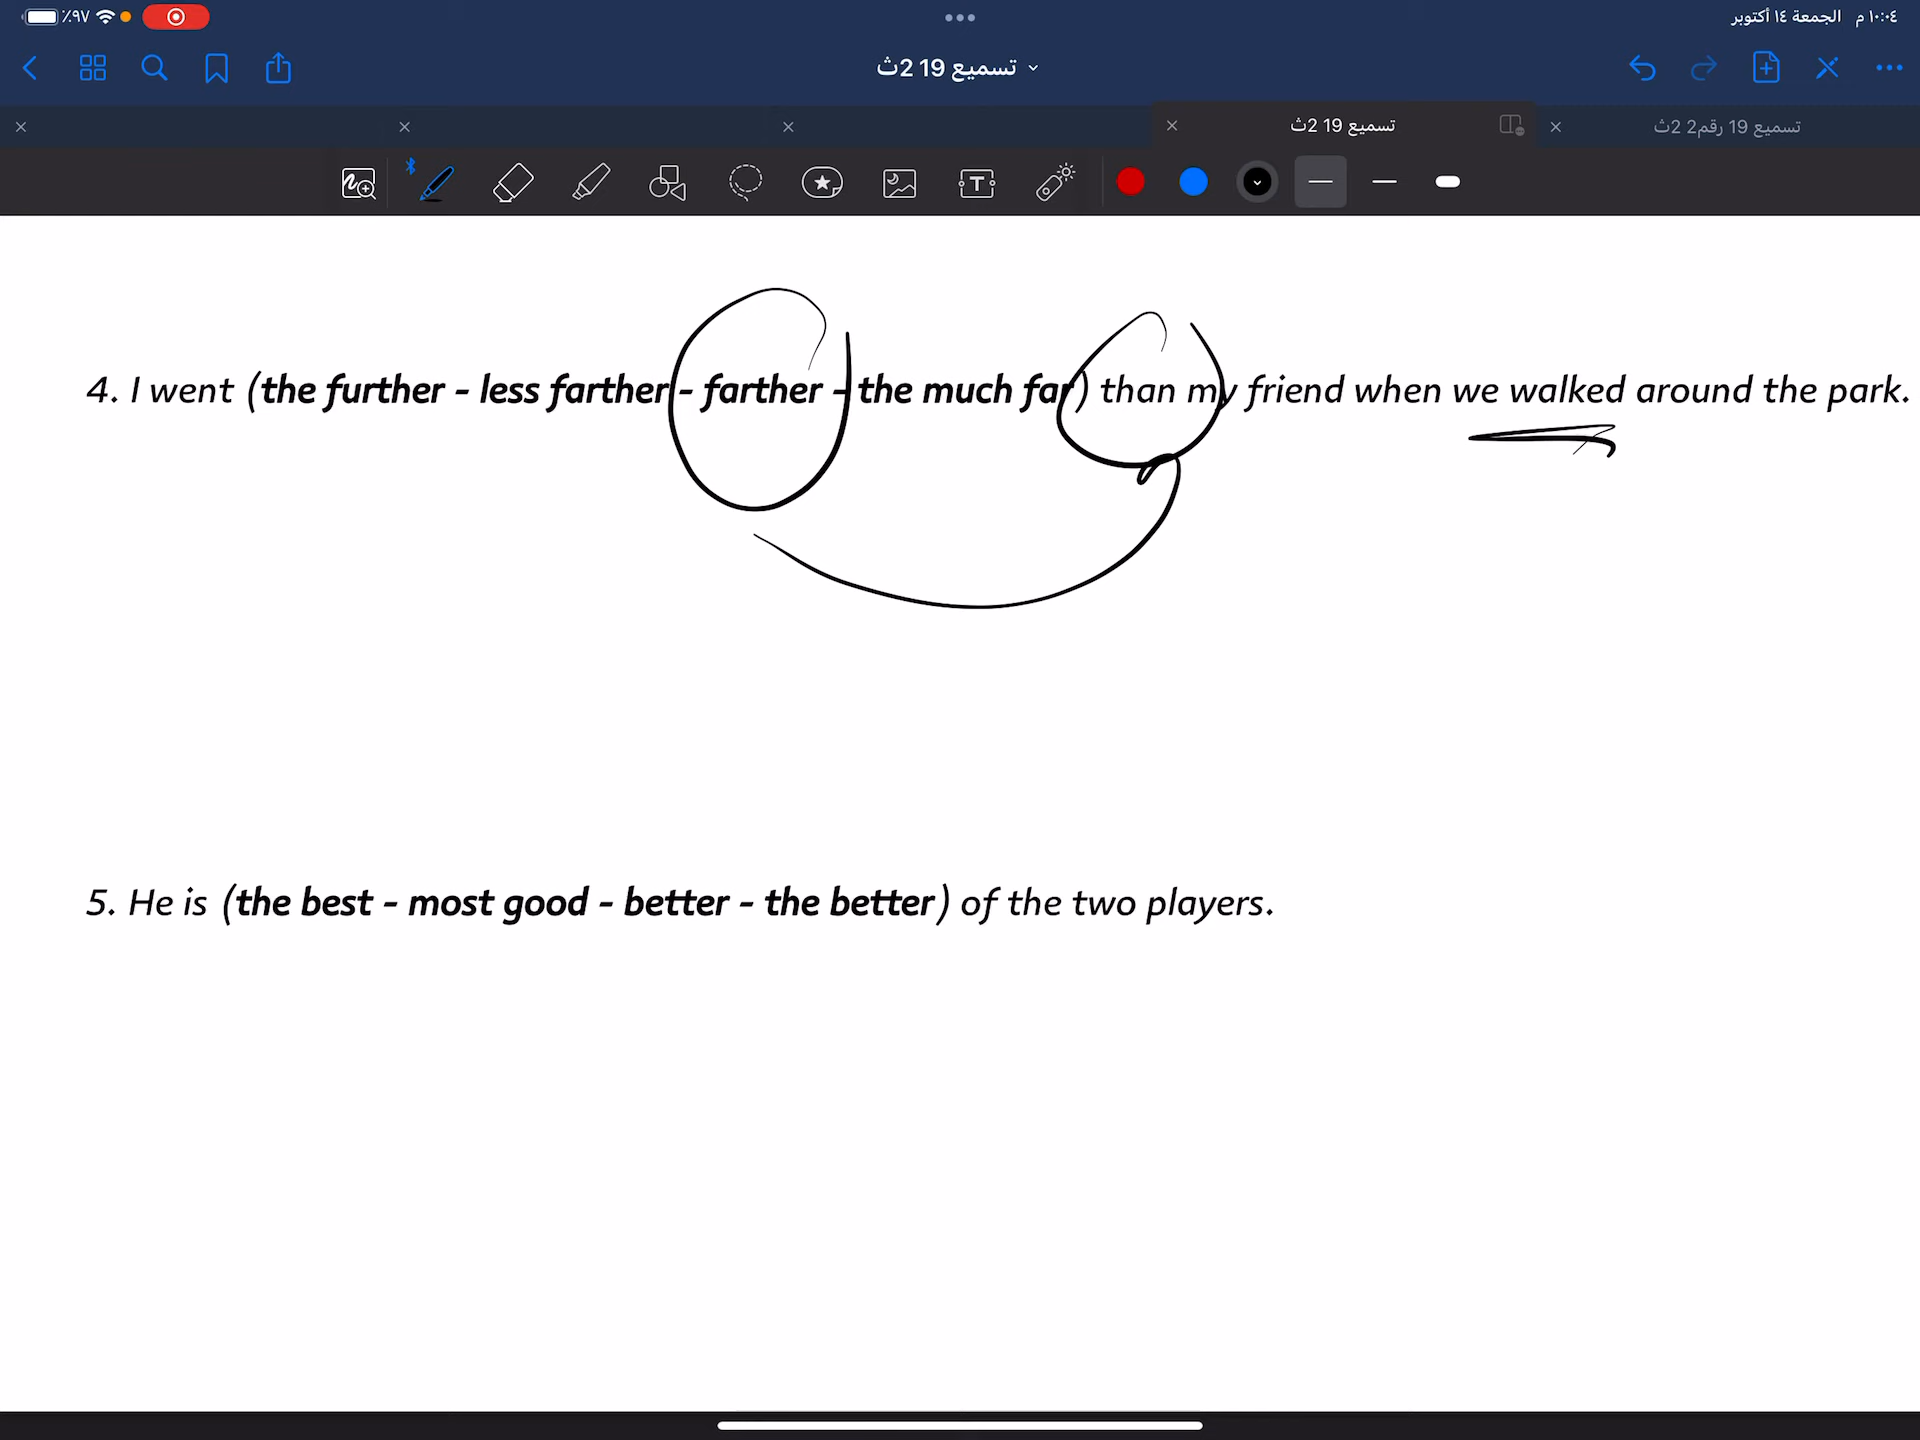 ٪٩٧
١٠:٠٤ م الجمعة ١٤ أكتوبر
تسميع 19 2ث
تسميع 19 2ث
تسميع 19 رقم2 2ث
4. I went (the further - less farther - farther - the much far) than my friend when we walked around the park.
5. He is (the best - most good - better - the better) of the two players.